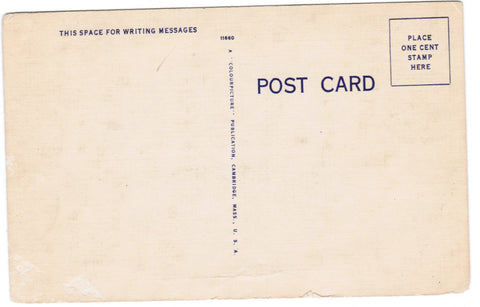 THIS SPACE FOR WRITING MESSAGES
11660
A "COLOURPICTURE" PUBLICATION, CAMBRIDGE, MASS., U. S. A.
POST CARD
PLACE
ONE CENT
STAMP
HERE